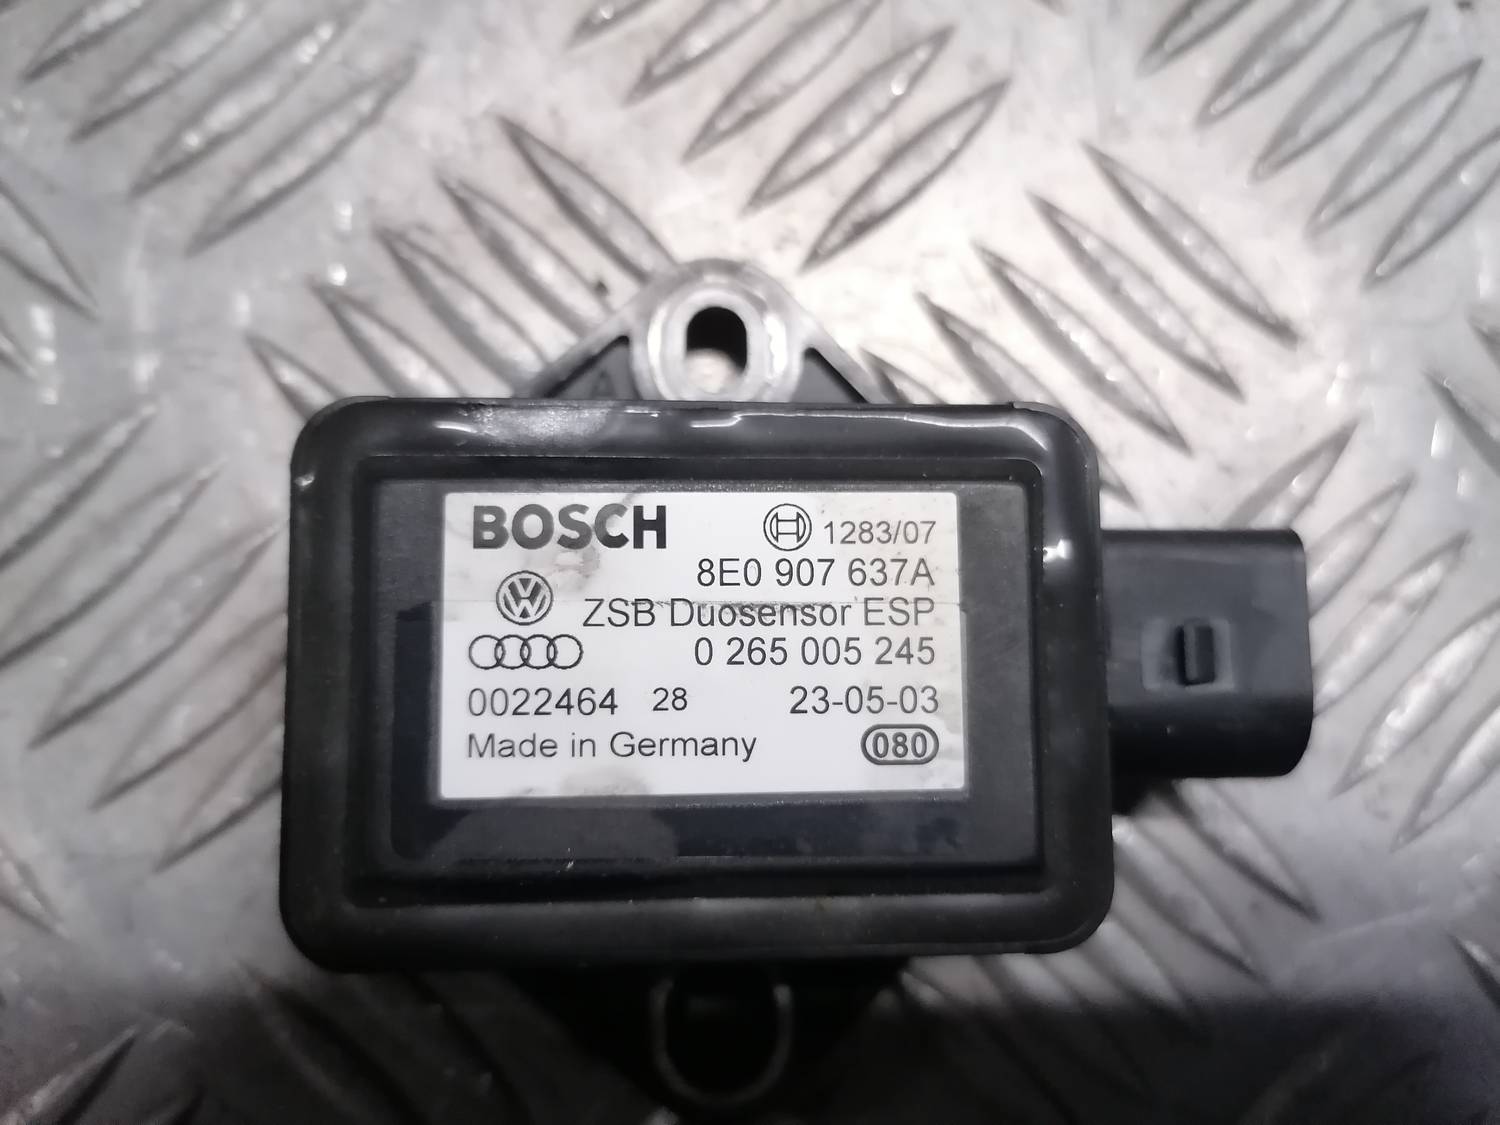 BOSCH 1283/07
8E0 907 637A
ZSB Duosensor ESP
0 265 005 245
0022464 28 23-05-03
Made in Germany 080